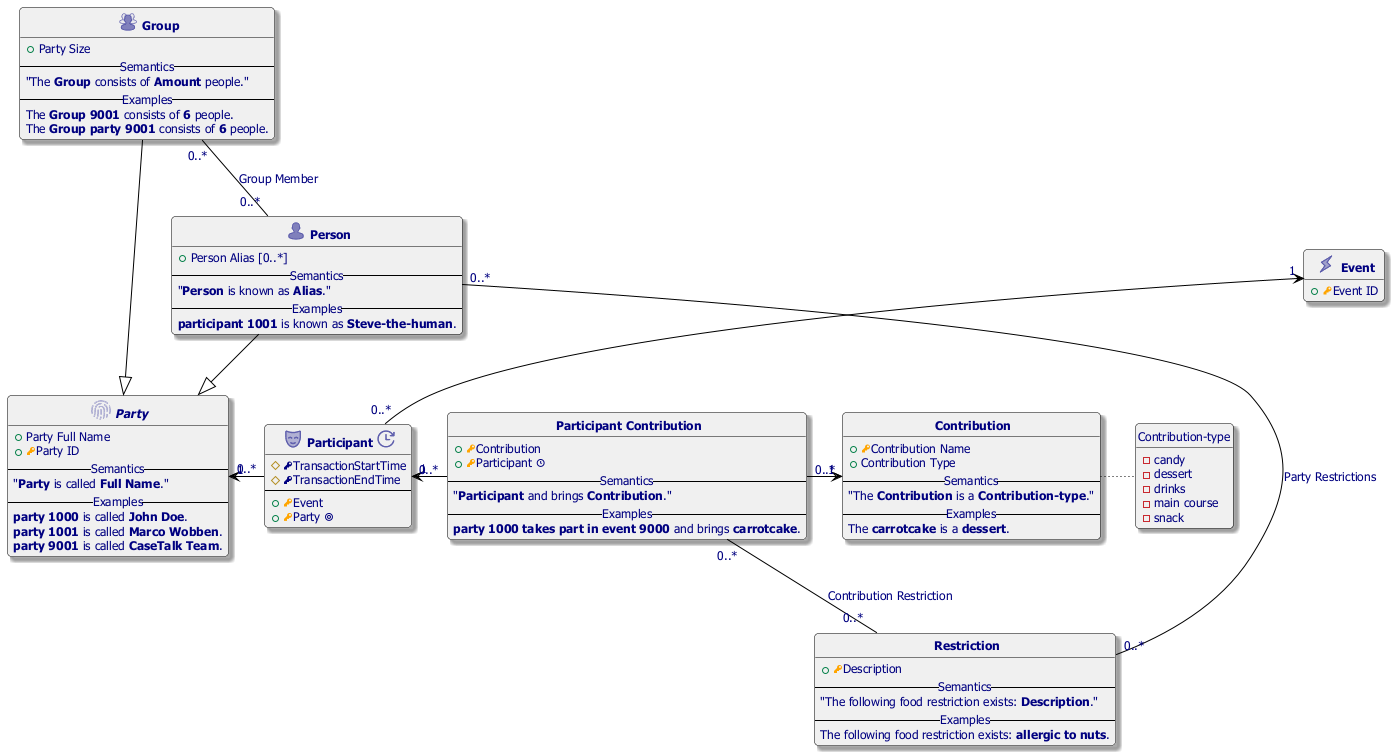 Group
Party Size
Semantics
"The Group consists of Amount people."
Examples
The Group 9001 consists of 6 people.
The Group party 9001 consists of 6 people.
0..*
Group Member
0..*
Person
Person Alias [0..*]
Semantics
"Person is known as Alias."
Examples
participant 1001 is known as Steve-the-human.
0..*
1
Event
Event ID
Party
Party Full Name
Party ID
Semantics
"Party is called Full Name."
Examples
party 1000 is called John Doe.
party 1001 is called Marco Wobben.
party 9001 is called CaseTalk Team.
0..*
0..*
Participant
TransactionStartTime
TransactionEndTime
Event
Party
0..*
Participant Contribution
Contribution
Participant
Semantics
"Participant and brings Contribution."
Examples
party 1000 takes part in event 9000 and brings carrotcake.
Contribution
Contribution Name
Contribution Type
Semantics
"The Contribution is a Contribution-type."
Examples
The carrotcake is a dessert.
Contribution-type
candy
dessert
drinks
main course
snack
Party Restrictions
0..*
Contribution Restriction
0..*
0..*
Restriction
Description
Semantics
"The following food restriction exists: Description."
Examples
The following food restriction exists: allergic to nuts.